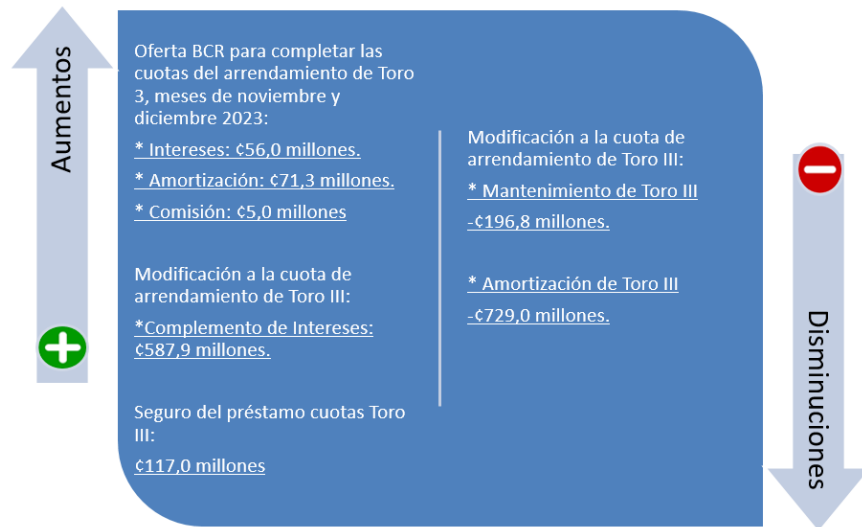 Aumentos
Oferta BCR para completar las
cuotas del arrendamiento de Toro
3, meses de noviembre y
diciembre 2023:
* Intereses: ¢56,0 millones.
* Amortización: ¢71,3 millones.
* Comisión: ¢5,0 millones
Modificación a la cuota de
arrendamiento de Toro III:
*Complemento de Intereses:
¢587,9 millones.
Seguro del préstamo cuotas Toro
III:
¢117,0 millones
Modificación a la cuota de
arrendamiento de Toro III:
* Mantenimiento de Toro III
-¢196,8 millones.
* Amortización de Toro III
-¢729,0 millones.
Disminuciones